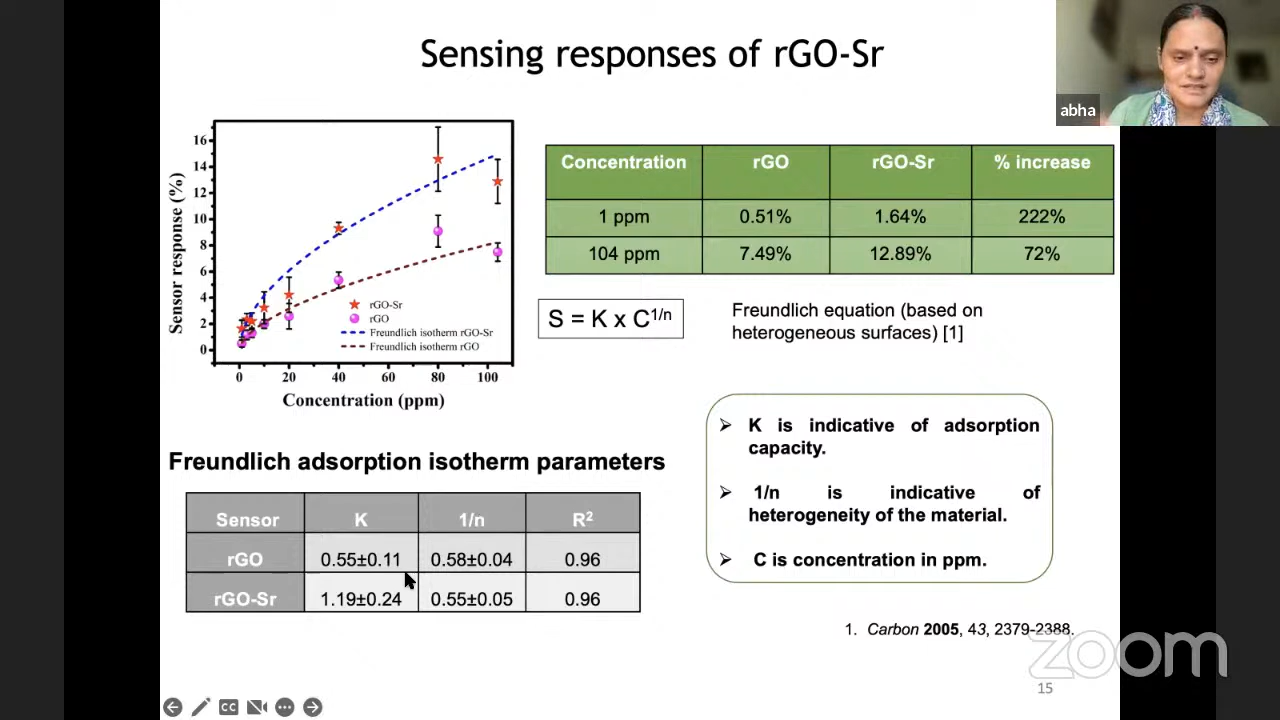 Sensing responses of rGO-Sr
abha
Sensor response (%)
16
14
12
10
8
6
4
2
0
rGO-Sr
rGO
Freundlich isotherm rGO-Sr
Freundlich isotherm rGO
0 20 40 60 80 100
Concentration (ppm)
Concentration rGO rGO-Sr % increase
1 ppm 0.51% 1.64% 222%
104 ppm 7.49% 12.89% 72%
S = K x C^1/n
Freundlich equation (based on
heterogeneous surfaces) [1]
➢ K is indicative of adsorption
capacity.
➢ 1/n is indicative of
heterogeneity of the material.
➢ C is concentration in ppm.
Freundlich adsorption isotherm parameters
Sensor K 1/n R²
rGO 0.55±0.11 0.58±0.04 0.96
rGO-Sr 1.19±0.24 0.55±0.05 0.96
1. Carbon 2005, 43, 2379-2388.
zoom
15
CC